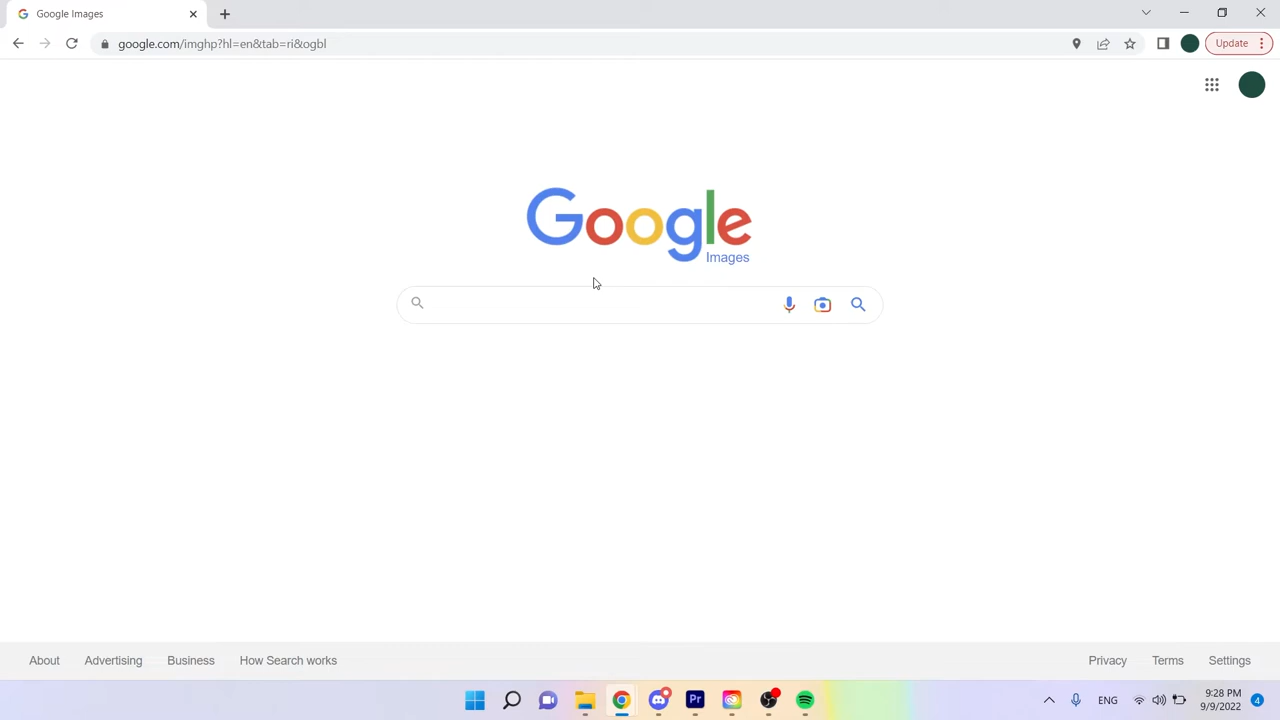 Google Images
google.com/imghp?hl=en&tab=ri&ogbl
Update
Google
Images
About Advertising Business How Search works
Privacy Terms Settings
Pr
ENG
9:28 PM
9/9/2022
4